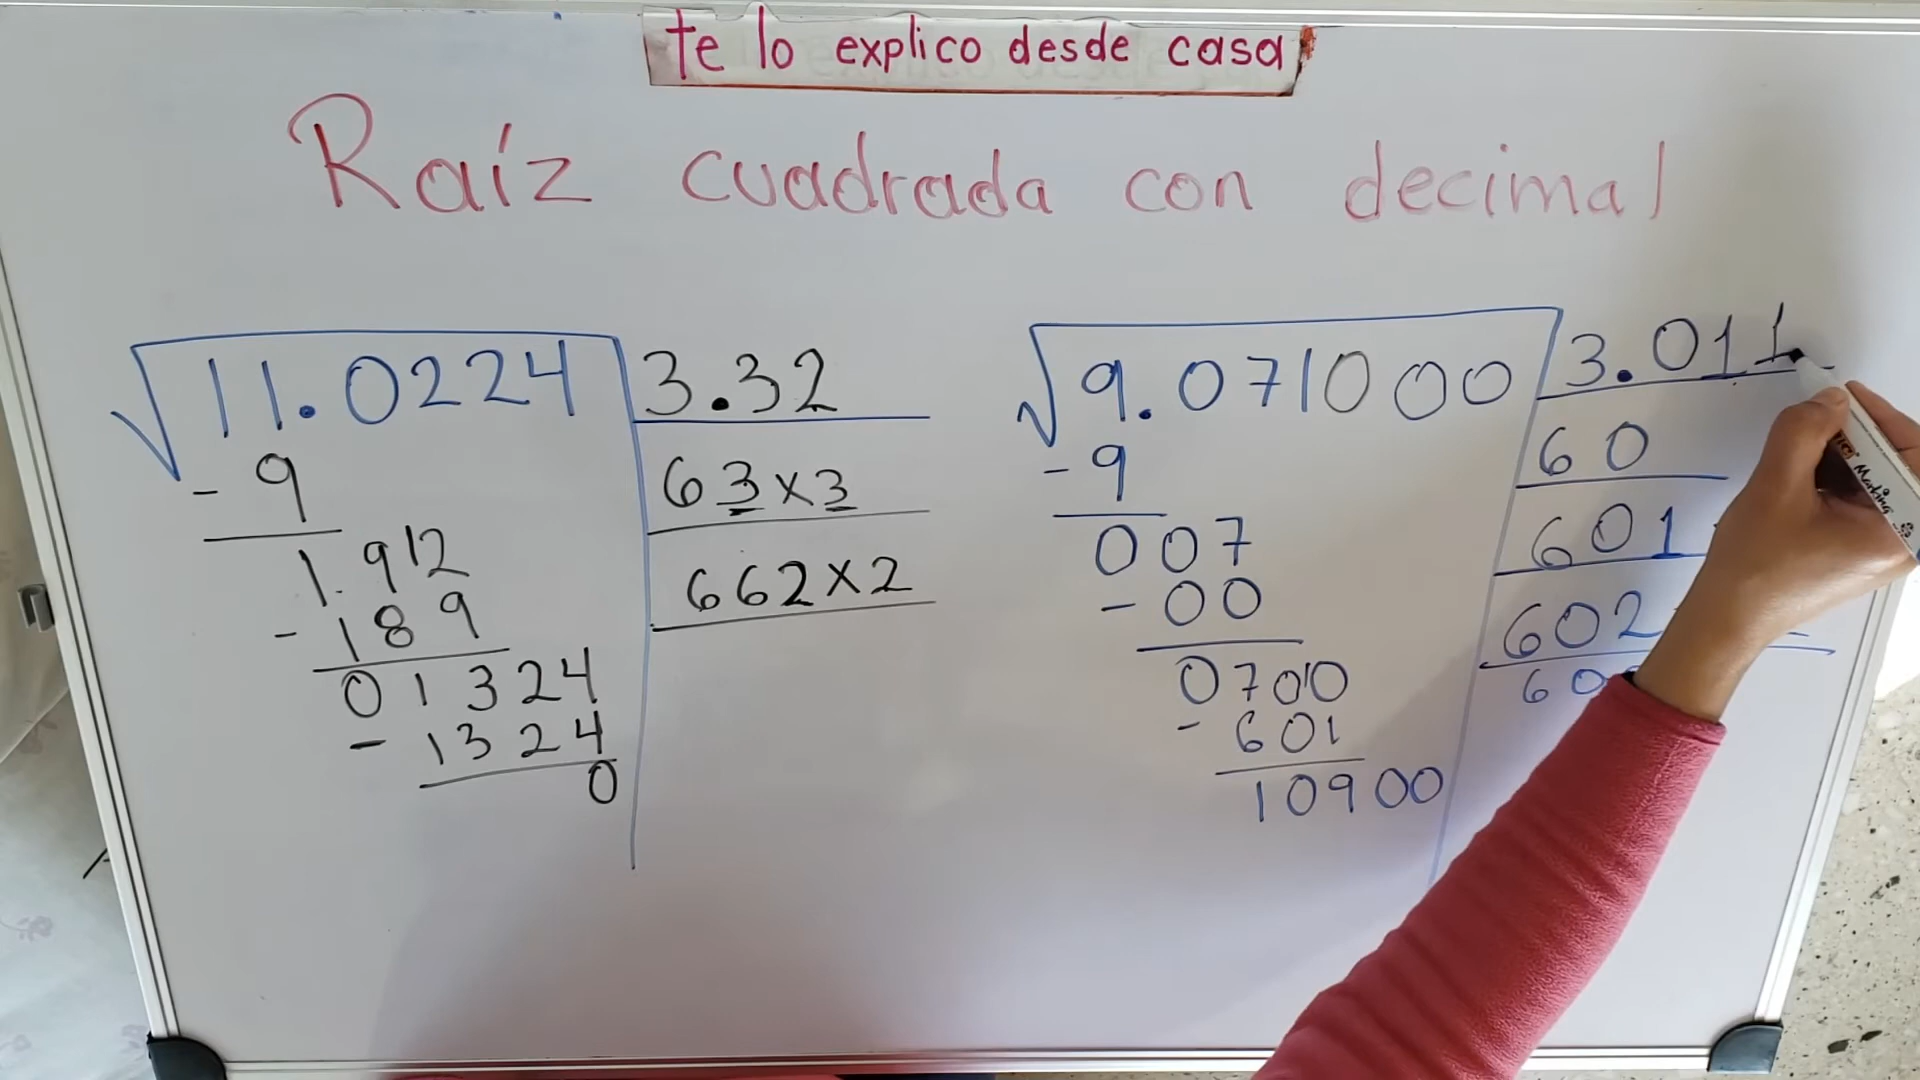 te lo explico desde casa
Raíz cuadrada con decimal
√11.0224 3.32
- 9 63x3
1.912 662x2
- 189
01324
- 1324
0
√9.071000 3.011
- 9 60
007 601
- 00 602
0700 60
- 601
10900